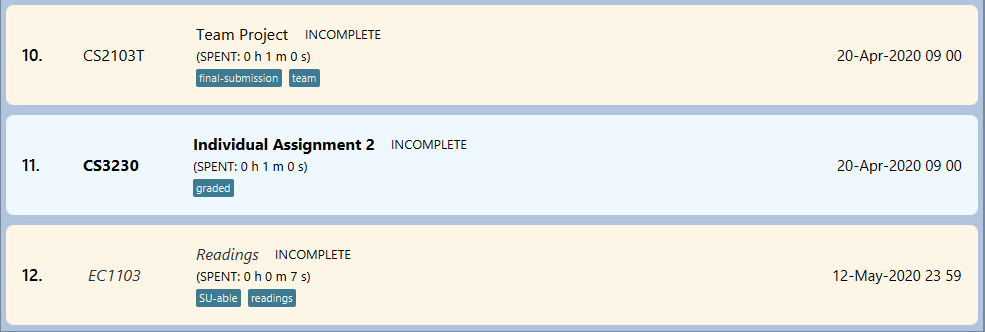 10. CS2103T Team Project INCOMPLETE 20-Apr-2020 09 00
(SPENT: 0 h 1 m 0 s)
final-submission team
11. CS3230 Individual Assignment 2 INCOMPLETE 20-Apr-2020 09 00
(SPENT: 0 h 1 m 0 s)
graded
12. EC1103 Readings INCOMPLETE 12-May-2020 23 59
(SPENT: 0 h 0 m 7 s)
SU-able readings